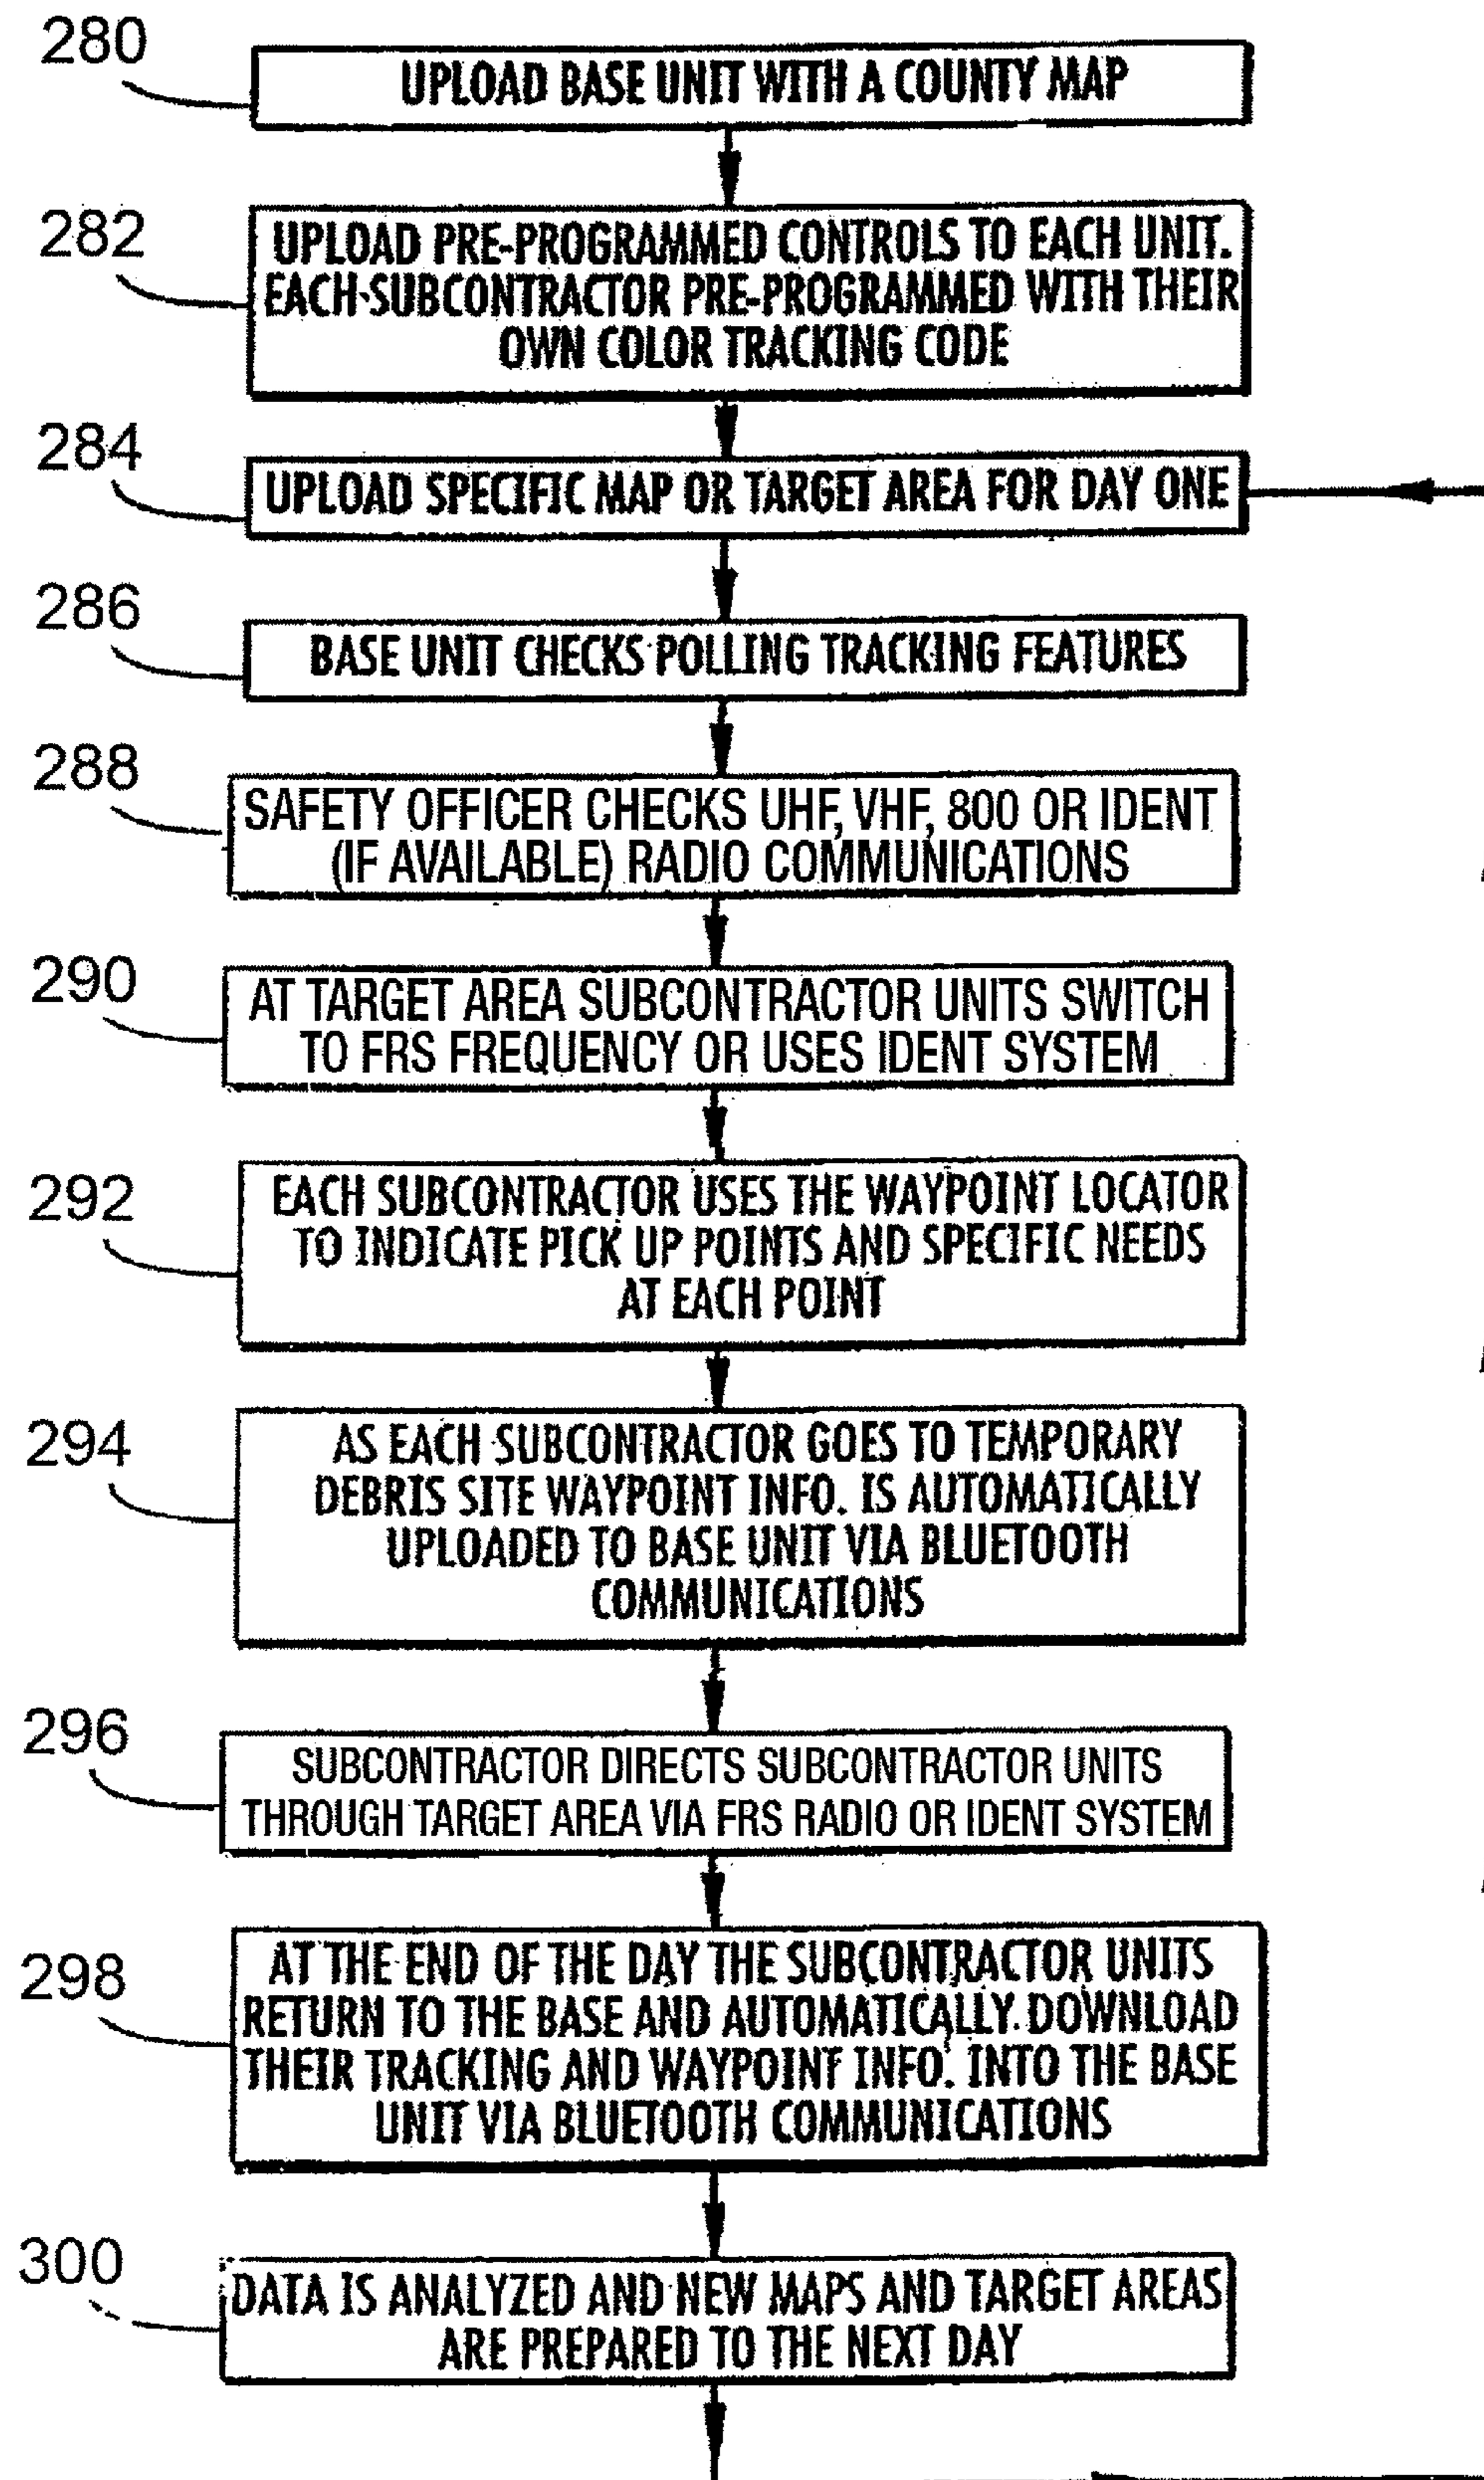 280
UPLOAD BASE UNIT WITH A COUNTY MAP
282
UPLOAD PRE-PROGRAMMED CONTROLS TO EACH UNIT.
EACH SUBCONTRACTOR PRE-PROGRAMMED WITH THEIR
OWN COLOR TRACKING CODE
284
UPLOAD SPECIFIC MAP OR TARGET AREA FOR DAY ONE
286
BASE UNIT CHECKS POLLING TRACKING FEATURES
288
SAFETY OFFICER CHECKS UHF, VHF, 800 OR IDENT
(IF AVAILABLE) RADIO COMMUNICATIONS
290
AT TARGET AREA SUBCONTRACTOR UNITS SWITCH
TO FRS FREQUENCY OR USES IDENT SYSTEM
292
EACH SUBCONTRACTOR USES THE WAYPOINT LOCATOR
TO INDICATE PICK UP POINTS AND SPECIFIC NEEDS
AT EACH POINT
294
AS EACH SUBCONTRACTOR GOES TO TEMPORARY
DEBRIS SITE WAYPOINT INFO. IS AUTOMATICALLY
UPLOADED TO BASE UNIT VIA BLUETOOTH
COMMUNICATIONS
296
SUBCONTRACTOR DIRECTS SUBCONTRACTOR UNITS
THROUGH TARGET AREA VIA FRS RADIO OR IDENT SYSTEM
298
AT THE END OF THE DAY THE SUBCONTRACTOR UNITS
RETURN TO THE BASE AND AUTOMATICALLY DOWNLOAD
THEIR TRACKING AND WAYPOINT INFO. INTO THE BASE
UNIT VIA BLUETOOTH COMMUNICATIONS
300
DATA IS ANALYZED AND NEW MAPS AND TARGET AREAS
ARE PREPARED TO THE NEXT DAY